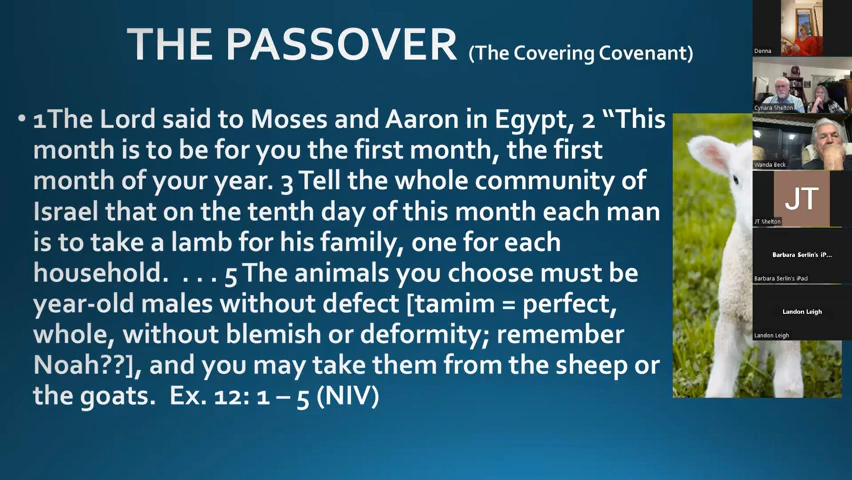 THE PASSOVER (The Covering Covenant)
• 1The Lord said to Moses and Aaron in Egypt, 2 “This
month is to be for you the first month, the first
month of your year. 3 Tell the whole community of
Israel that on the tenth day of this month each man
is to take a lamb for his family, one for each
household. . . . 5 The animals you choose must be
year-old males without defect [tamim = perfect,
whole, without blemish or deformity; remember
Noah??], and you may take them from the sheep or
the goats. Ex. 12: 1 – 5 (NIV)
Denna
Cynara Shelton
Wanda Beck
JT
JT Shelton
Barbara Serlin's iP...
Barbara Serlin's iPad
Landon Leigh
Landon Leigh